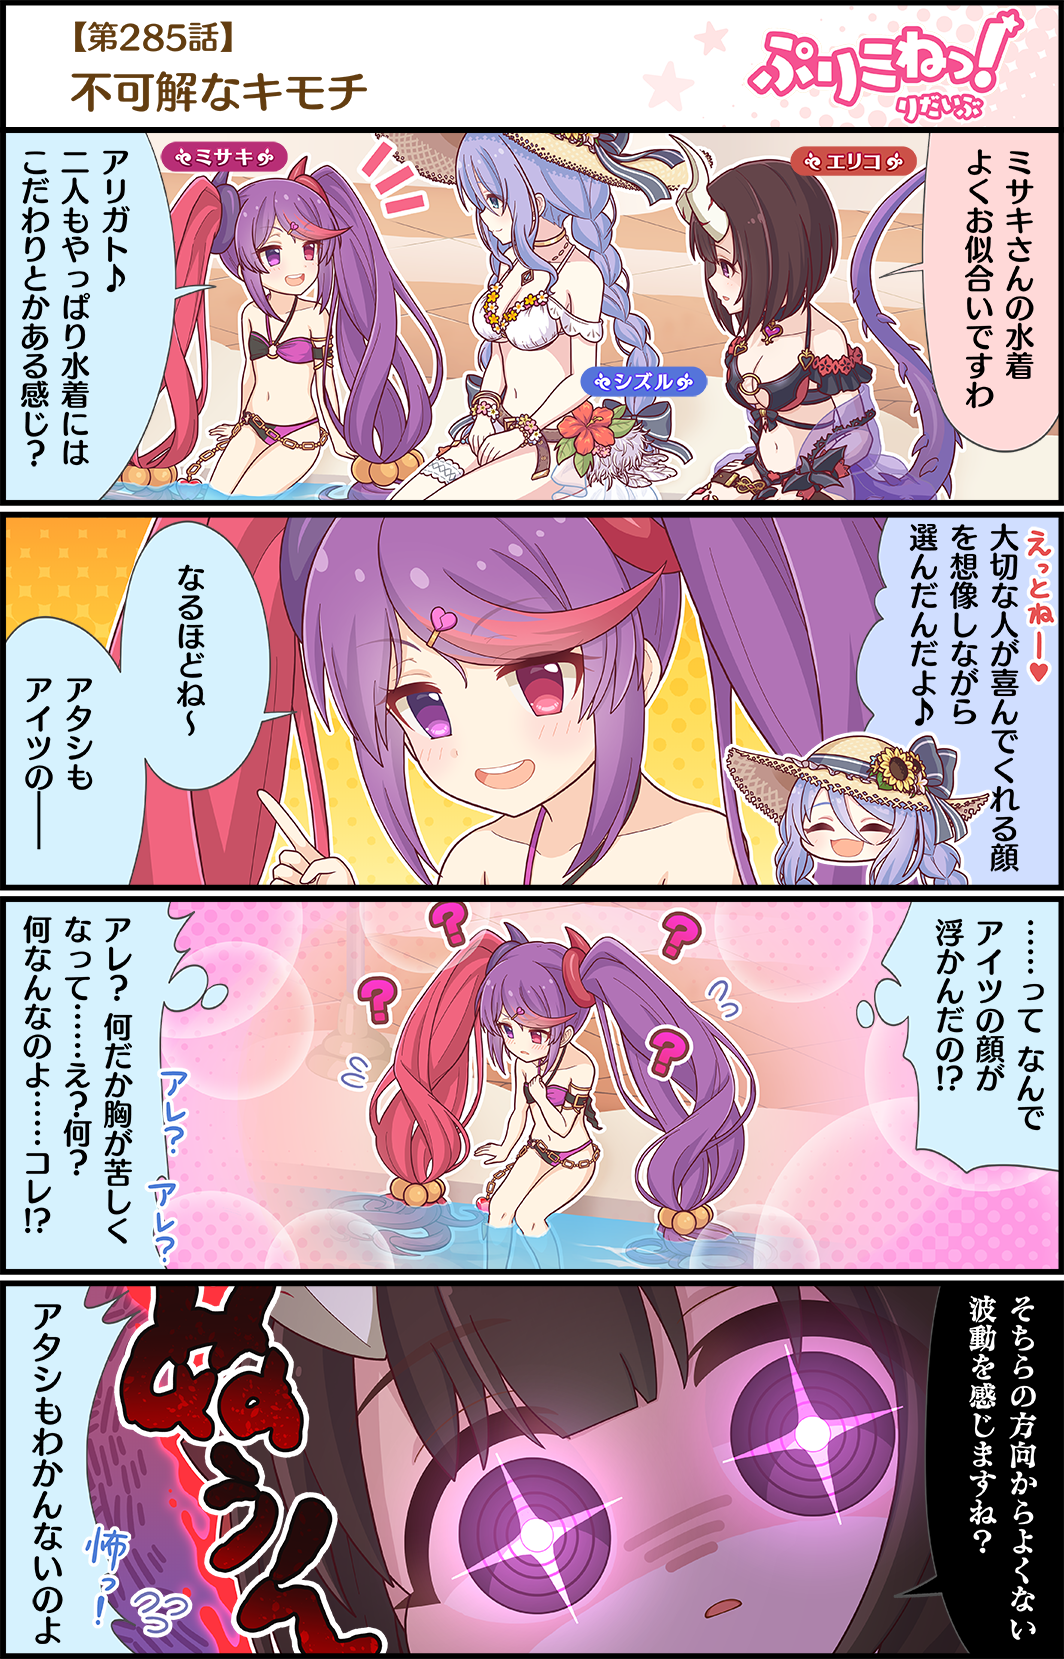 【第285話】
不可解なキモチ
ぷりこねっ!
りだいぶ
ミサキさんの水着
よくお似合いですわ
エリコ
シズル
ミサキ
アリガト♪
二人もやっぱり水着には
こだわりとかある感じ?
えっとねー♥
大切な人が喜んでくれる顔
を想像しながら
選んだんだよ♪
なるほどね〜
アタシも
アイツの――
……って なんで
アイツの顔が
浮かんだの!?
?
?
?
?
アレ? 何だか胸が苦しく
なって……え?何?
何なんなのよ……コレ!?
アレ?
アレ?
そちらの方向からよくない
波動を感じますね?
ぬうん
アタシもわかんないのよ
怖っ!